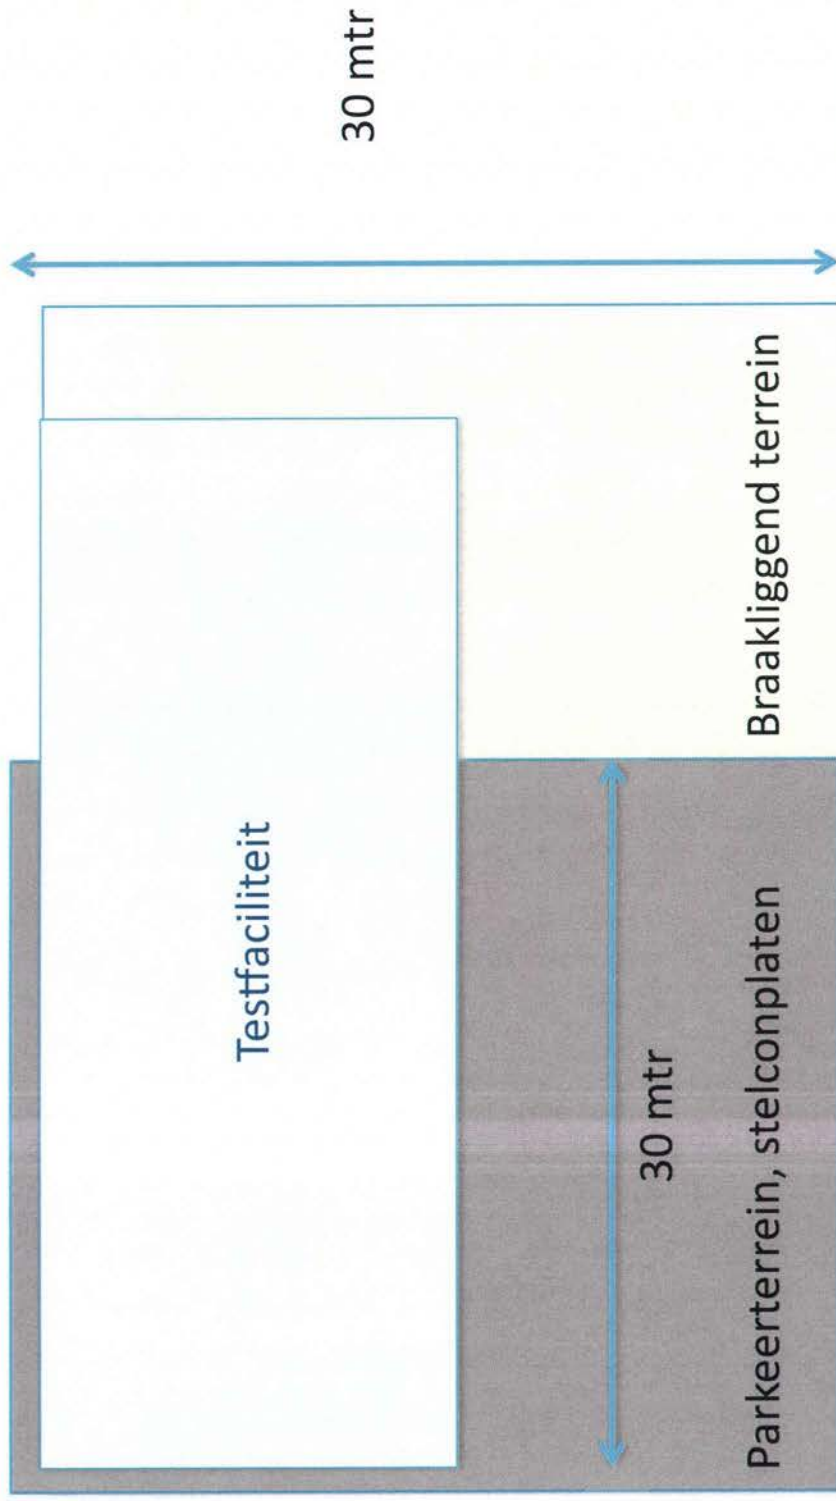 30 mtr
Testfaciliteit
30 mtr
Parkeerterrein, stelconplaten
Braakliggend terrein